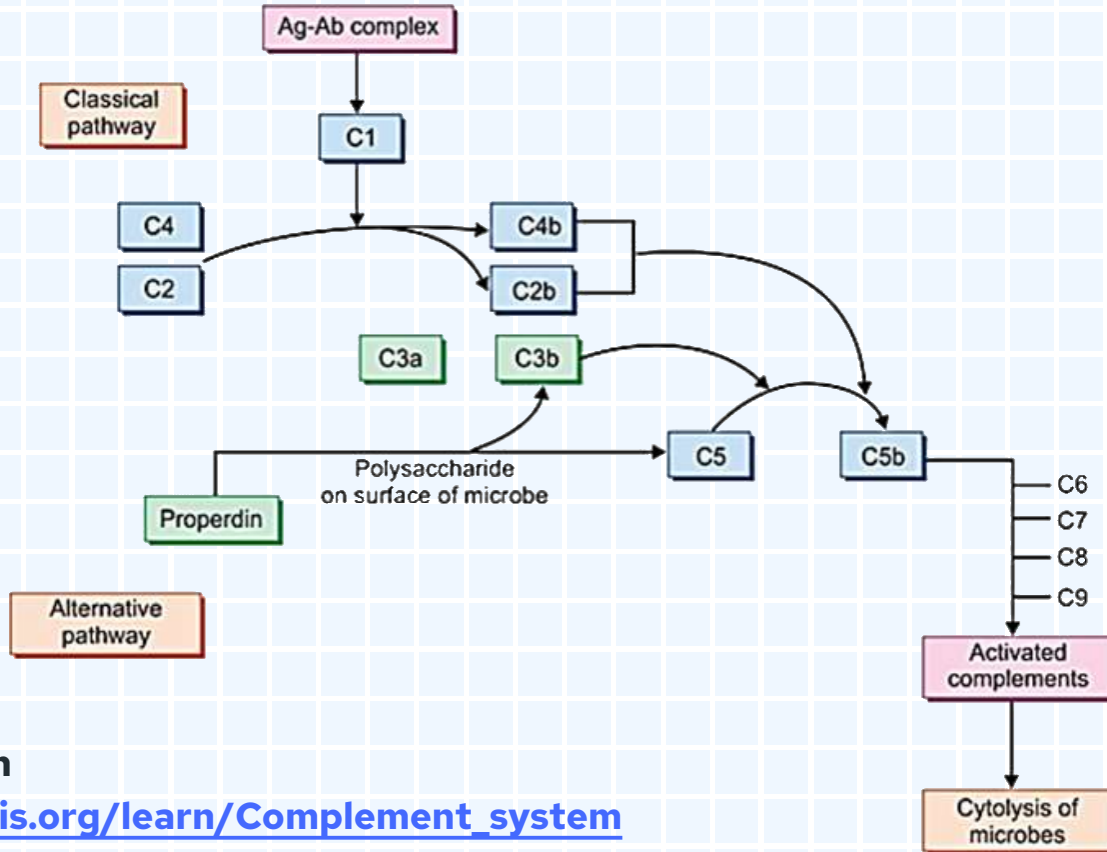 Ag-Ab complex
Classical
pathway
C1
C4
C4b
C2
C2b
C3a
C3b
C5
C5b
Polysaccharide
on surface of microbe
Properdin
C6
C7
C8
C9
Alternative
pathway
Activated
complements
Cytolysis of
microbes
is.org/learn/Complement_system